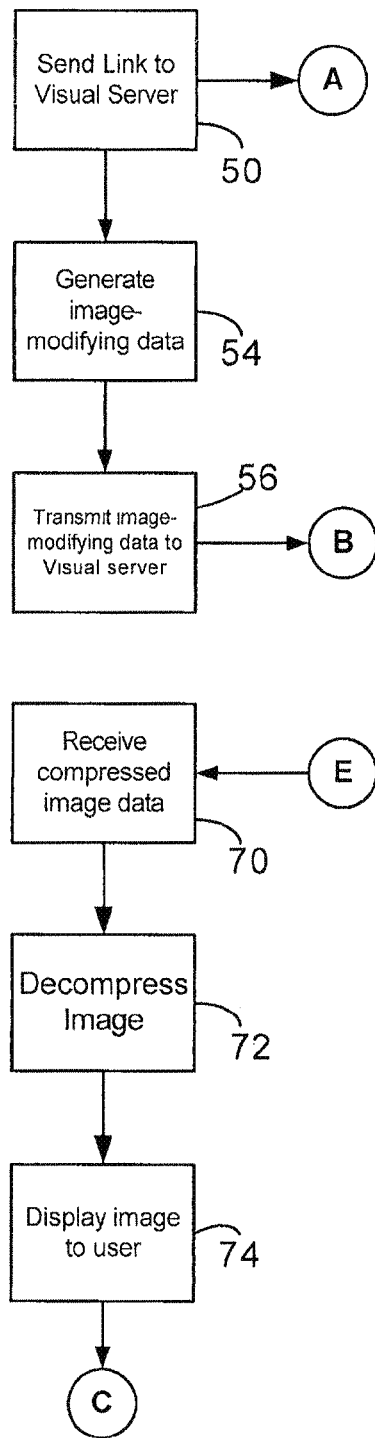 Send Link to
Visual Server
A
50
Generate
image-
modifying data
54
56
Transmit image-
modifying data to
Visual server
B
Receive
compressed
image data
E
70
Decompress
Image
72
Display image
to user
74
C